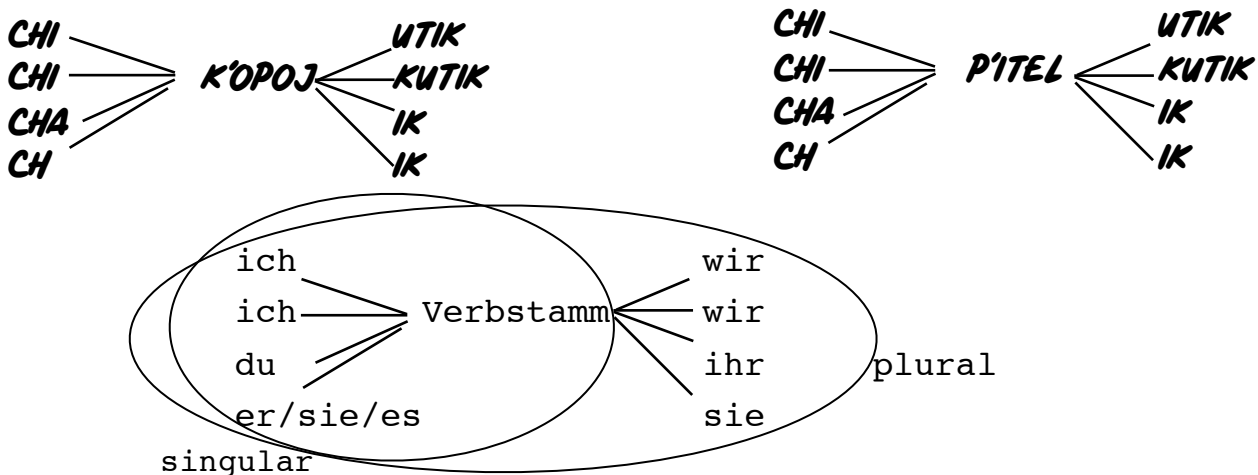 CHI
CHI
CHA
CH
K'OPOJ
UTIK
KUTIK
IK
IK
CHI
CHI
CHA
CH
P'ITEL
UTIK
KUTIK
IK
IK
ich
ich
du
er/sie/es
Verbstamm
wir
wir
ihr
sie
plural
singular